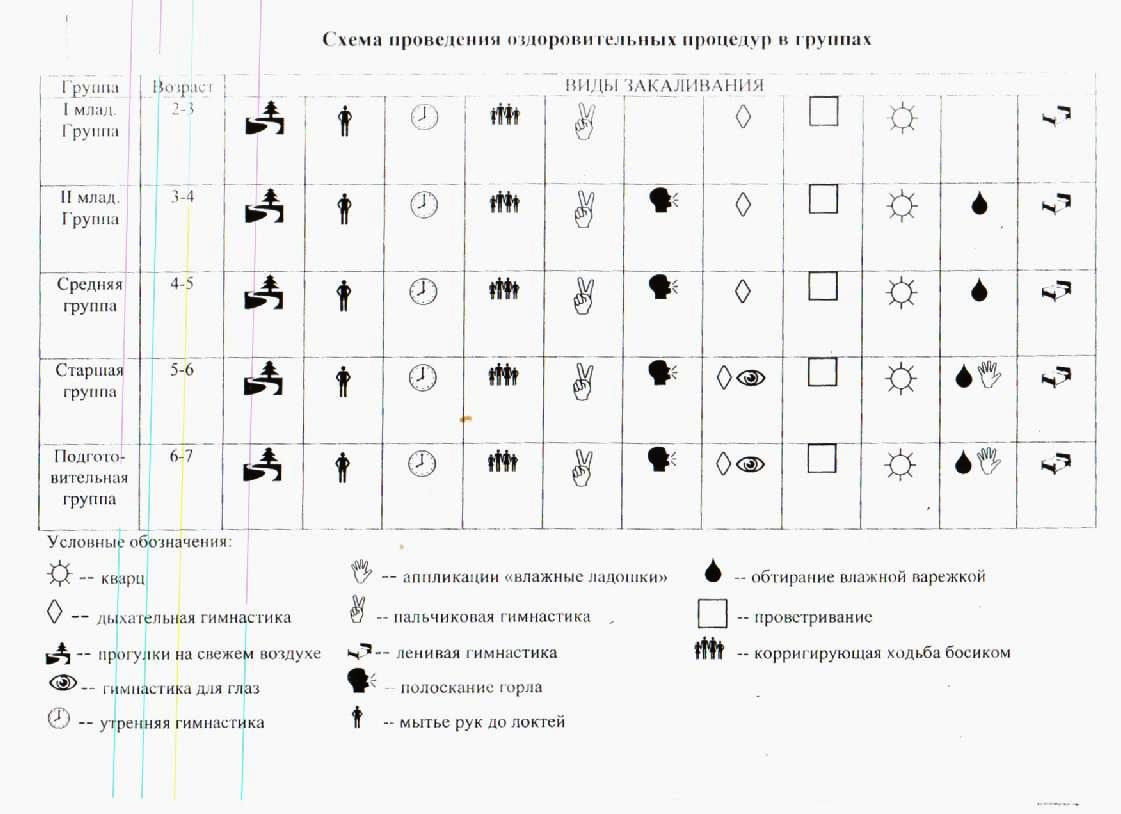 Схема проведения оздоровительных процедур в группах
Группа Возраст ВИДЫ ЗАКАЛИВАНИЯ
I млад. 2-3
Группа
II млад. 3-4
Группа
Средняя 4-5
группа
Старшая 5-6
группа
Подгото- 6-7
вительная
группа
Условные обозначения:
-- кварц -- аппликации «влажные ладошки» -- обтирание влажной варежкой
-- дыхательная гимнастика -- пальчиковая гимнастика -- проветривание
-- прогулки на свежем воздухе -- ленивая гимнастика -- корригирующая ходьба босиком
-- гимнастика для глаз -- полоскание горла
-- утренняя гимнастика -- мытье рук до локтей